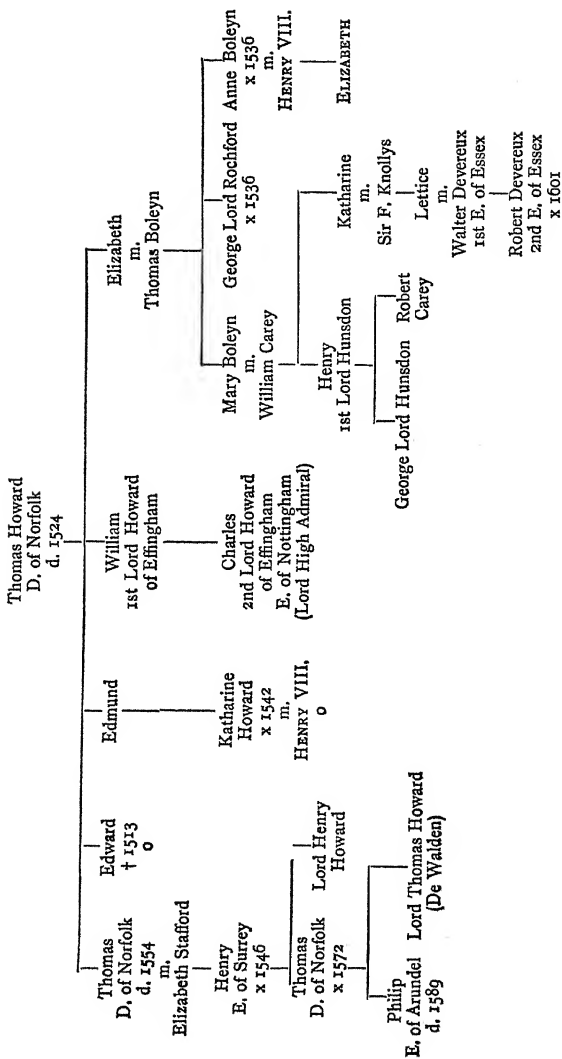 Thomas Howard
D. of Norfolk
d. 1524
Thomas
D. of Norfolk
d. 1554
m.
Elizabeth Stafford
Edward
† 1513
o
Edmund
William
1st Lord Howard
of Effingham
Elizabeth
m.
Thomas Boleyn
Henry
E. of Surrey
x 1546
Katharine
Howard
x 1542
m.
HENRY VIII.
o
Charles
2nd Lord Howard
of Effingham
E. of Nottingham
(Lord High Admiral)
Mary Boleyn
m.
William Carey
George Lord Rochford
x 1536
Anne Boleyn
x 1536
m.
HENRY VIII.
Thomas
D. of Norfolk
x 1572
Lord Henry
Howard
Henry
1st Lord Hunsdon
Katharine
m.
Sir F. Knollys
ELIZABETH
Philip
E. of Arundel
d. 1589
Lord Thomas Howard
(De Walden)
George Lord Hunsdon
Robert
Carey
Lettice
m.
Walter Devereux
1st E. of Essex
Robert Devereux
2nd E. of Essex
x 1601